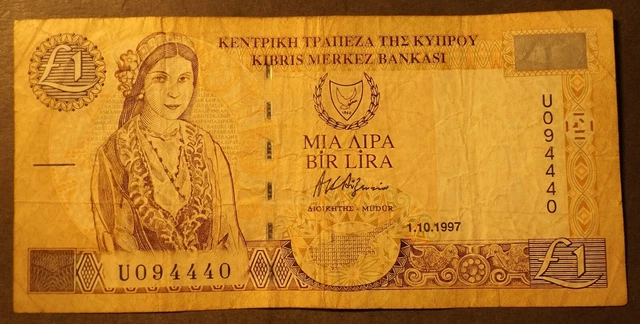 £1
ΚΕΝΤΡΙΚΗ ΤΡΑΠΕΖΑ ΤΗΣ ΚΥΠΡΟΥ
KIBRIS MERKEZ BANKASI
ΜΙΑ ΛΙΡΑ
BİR LİRA
ΔΙΟΙΚΗΤΗΣ - MÜDÜR
1.10.1997
U094440
U094440
£1